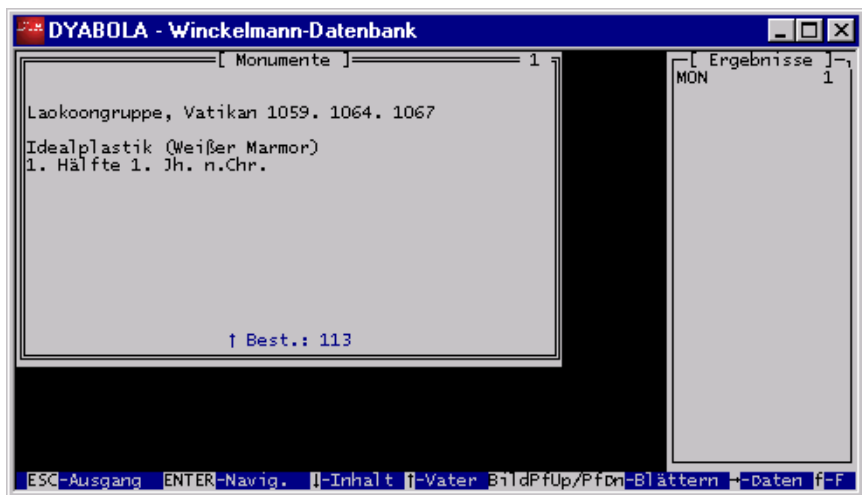 DYABOLA - Winckelmann-Datenbank
[ Monumente ] 1
[ Ergebnisse ]
MON 1
Laokoongruppe, Vatikan 1059. 1064. 1067
Idealplastik (Weißer Marmor)
1. Hälfte 1. Jh. n.Chr.
↑ Best.: 113
ESC-Ausgang ENTER-Navig. ↓-Inhalt ↑-Vater BildPfUp/PfDn-Blättern →-Daten f-F